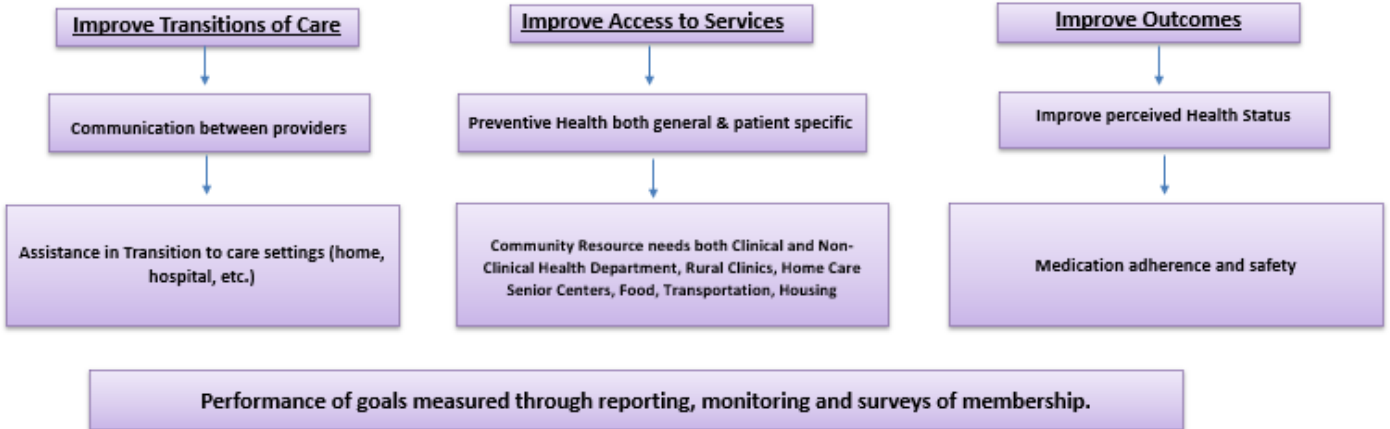 Improve Transitions of Care
Communication between providers
Assistance in Transition to care settings (home,
hospital, etc.)
Improve Access to Services
Preventive Health both general & patient specific
Community Resource needs both Clinical and Non-
Clinical Health Department, Rural Clinics, Home Care
Senior Centers, Food, Transportation, Housing
Improve Outcomes
Improve perceived Health Status
Medication adherence and safety
Performance of goals measured through reporting, monitoring and surveys of membership.